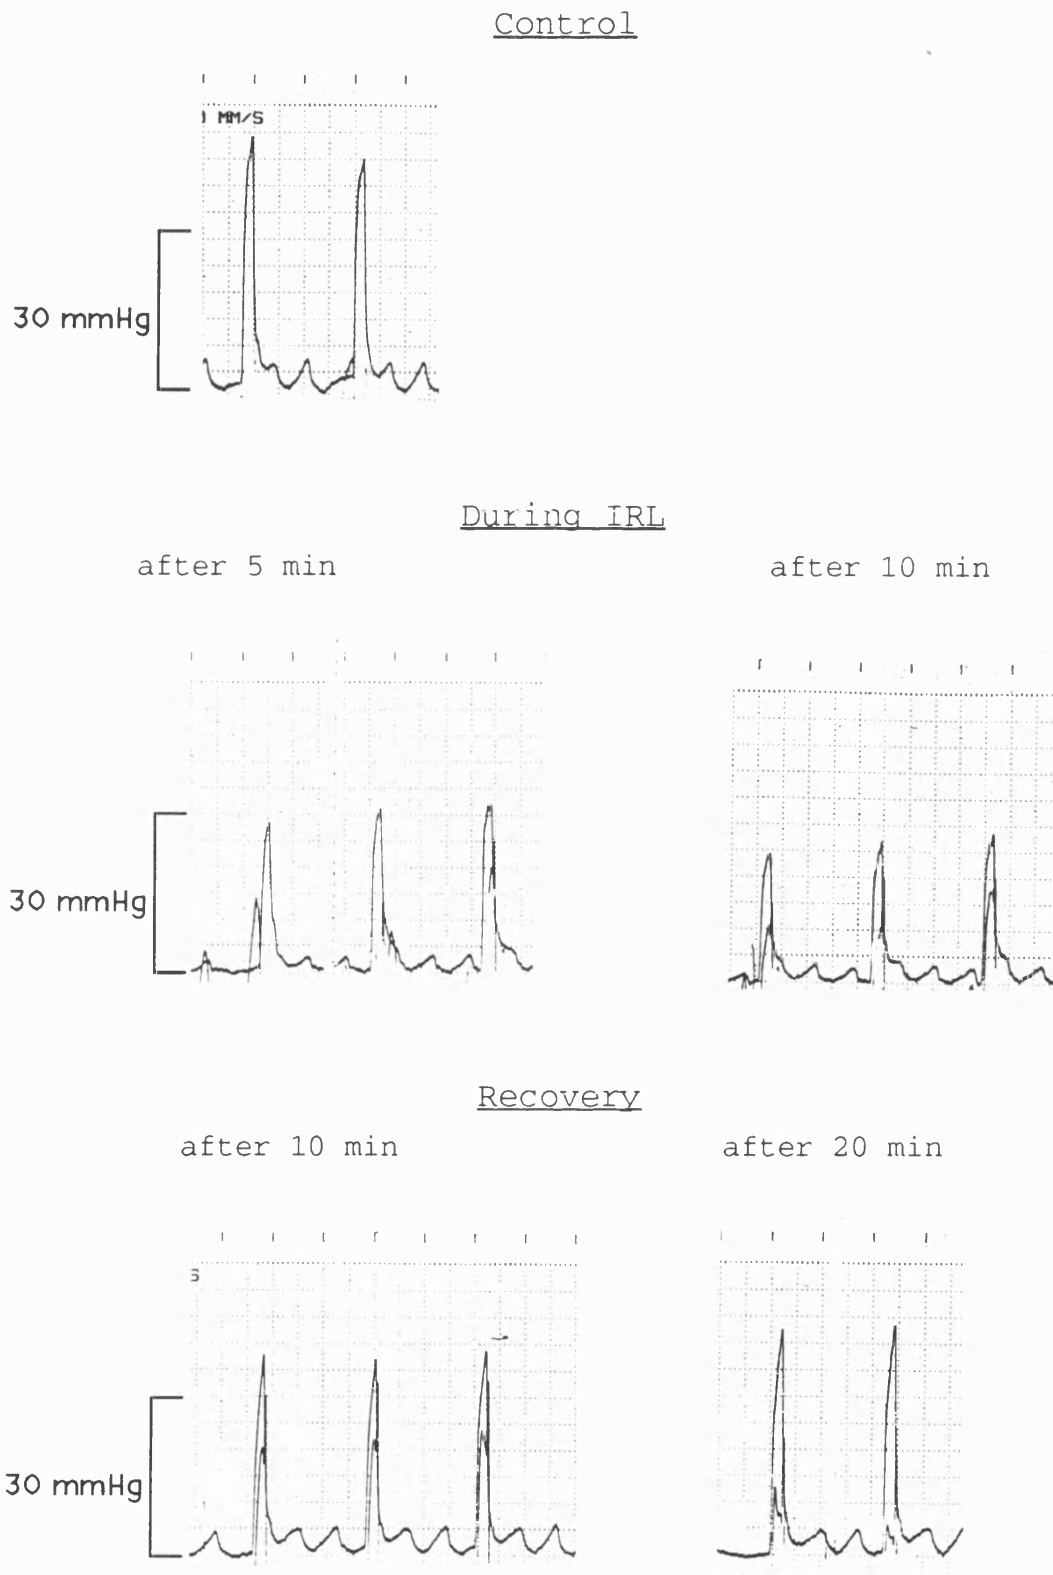 Control
) MM/S
30 mmHg
During IRL
after 5 min
after 10 min
30 mmHg
Recovery
after 10 min
after 20 min
S
30 mmHg